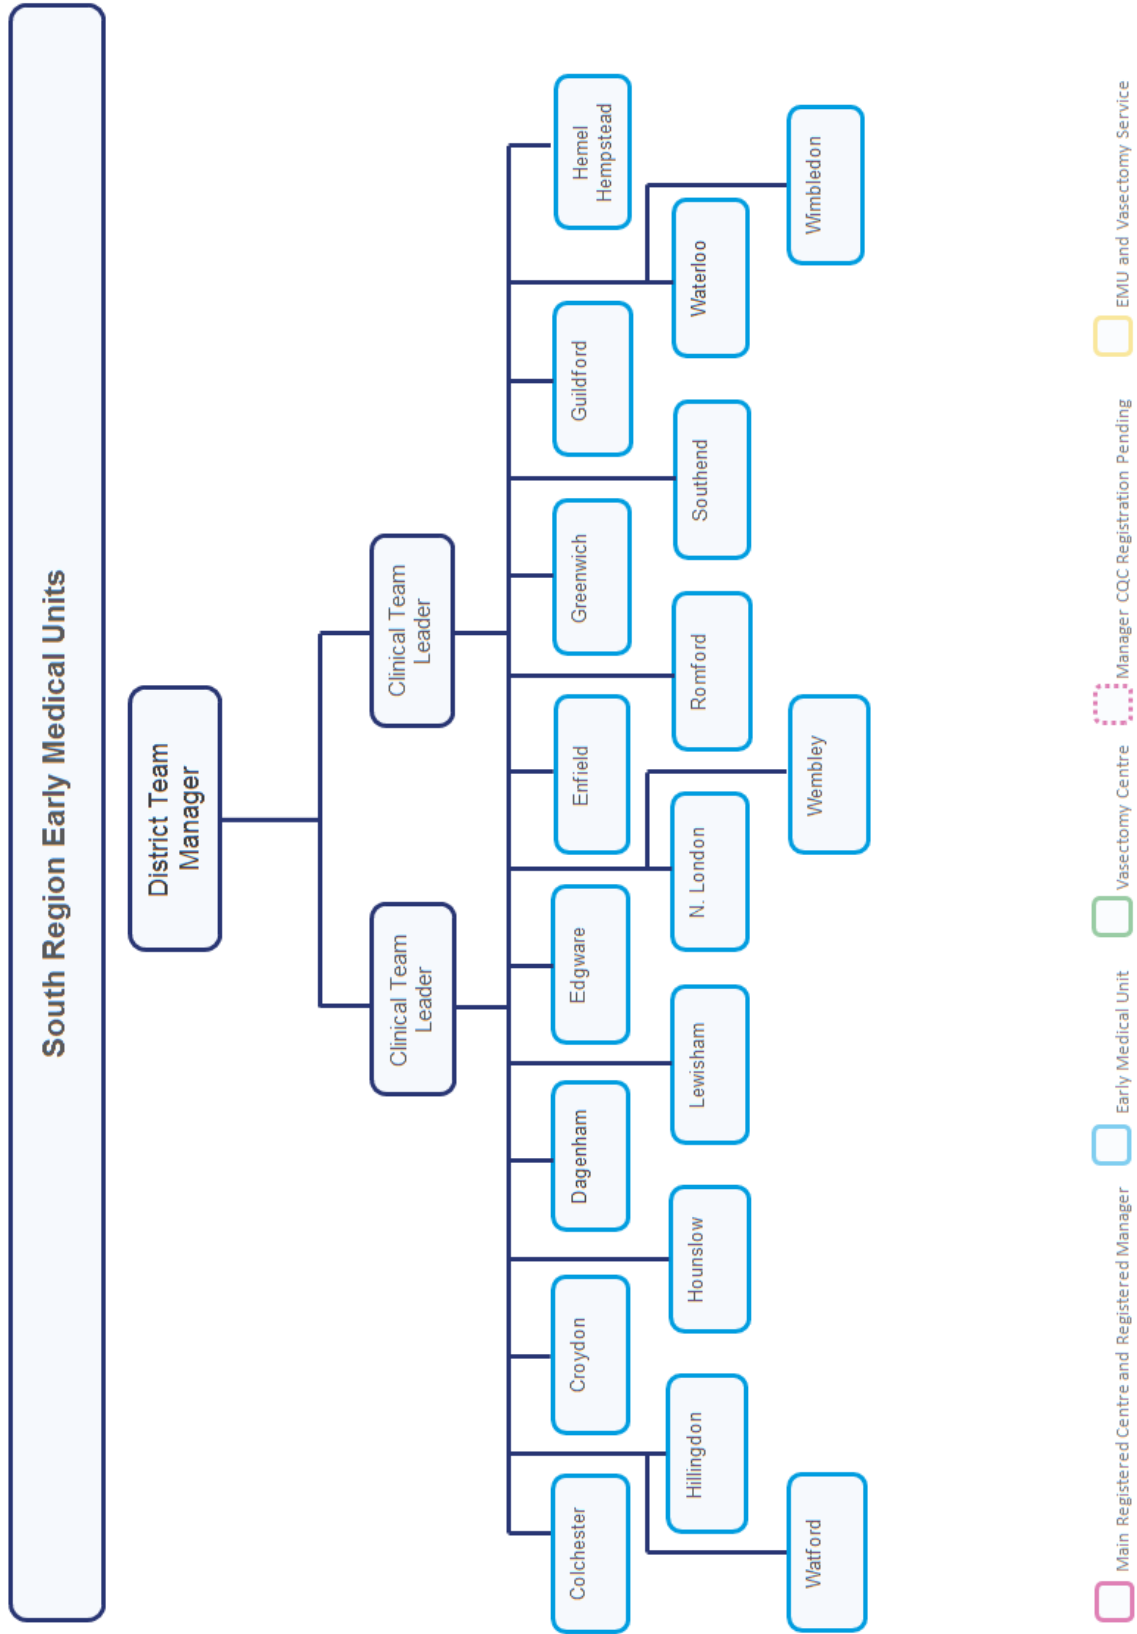 South Region Early Medical Units
District Team
Manager
Clinical Team
Leader
Clinical Team
Leader
Colchester
Croydon
Dagenham
Edgware
Enfield
Greenwich
Guildford
Hemel
Hempstead
Hillingdon
Hounslow
Lewisham
N. London
Romford
Southend
Waterloo
Watford
Wembley
Wimbledon
Main Registered Centre and Registered Manager
Early Medical Unit
Vasectomy Centre
Manager CQC Registration Pending
EMU and Vasectomy Service